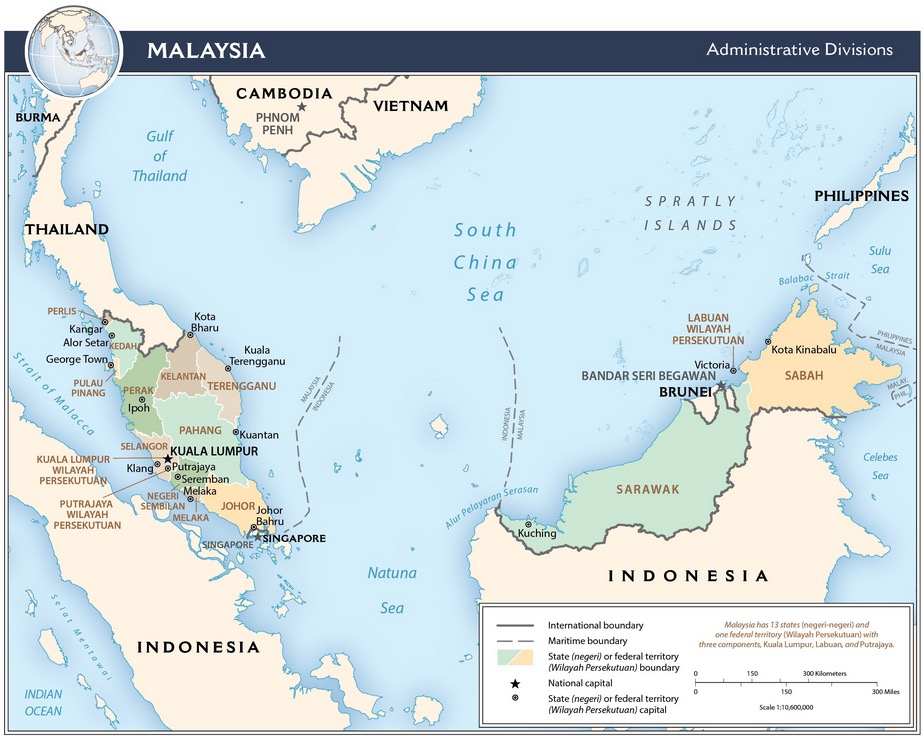 MALAYSIA
Administrative Divisions
BURMA
CAMBODIA
PHNOM
PENH
VIETNAM
Gulf
of
Thailand
THAILAND
SPRATLY
ISLANDS
PHILIPPINES
South
China
Sea
Sulu
Sea
Balabac Strait
PHILIPPINES
MALAYSIA
PERLIS
Kangar
Alor Setar
KEDAH
George Town
PULAU
PINANG
Kota
Bharu
Kuala
Terengganu
KELANTAN
TERENGGANU
PERAK
Ipoh
Strait of Malacca
PAHANG
Kuantan
SELANGOR
KUALA LUMPUR
KUALA LUMPUR
WILAYAH
PERSEKUTUAN
Klang
Putrajaya
Seremban
Melaka
PUTRAJAYA
WILAYAH
PERSEKUTUAN
NEGERI
SEMBILAN
MELAKA
JOHOR
Johor
Bahru
SINGAPORE
SINGAPORE
MALAYSIA
INDONESIA
INDONESIA
MALAYSIA
LABUAN
WILAYAH
PERSEKUTUAN
Victoria
Kota Kinabalu
SABAH
BANDAR SERI BEGAWAN
BRUNEI
MALAY.
PHIL.
Celebes
Sea
SARAWAK
Alur Pelayaran Serasan
Kuching
Natuna
Sea
INDONESIA
INDONESIA
Selat Mentawai
INDIAN
OCEAN
International boundary
Maritime boundary
State (negeri) or federal territory
(Wilayah Persekutuan) boundary
National capital
State (negeri) or federal territory
(Wilayah Persekutuan) capital
Malaysia has 13 states (negeri-negeri) and
one federal territory (Wilayah Persekutuan) with
three components, Kuala Lumpur, Labuan, and Putrajaya.
0 150 300 Kilometers
0 150 300 Miles
Scale 1:10,600,000